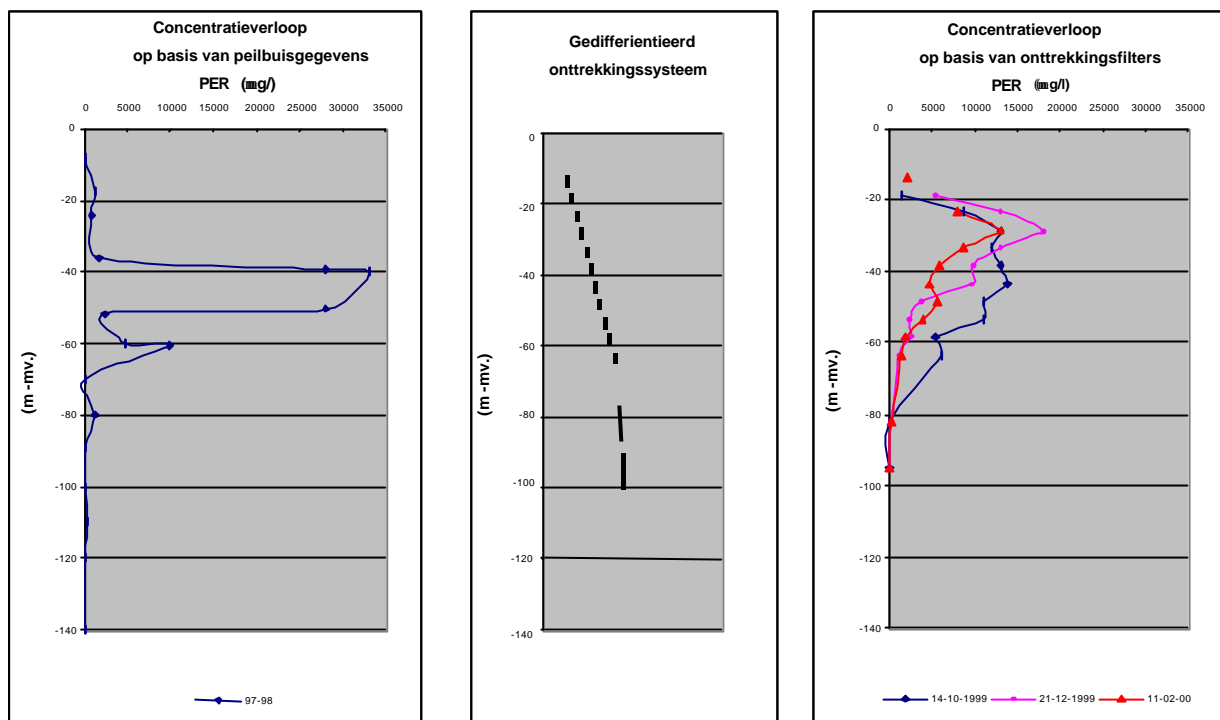 Concentratieverloop
op basis van peilbuisgegevens
PER (mg/)
0 5000 10000 15000 20000 25000 30000 35000
0
-20
-40
-60
-80
-100
-120
-140
(m -mv.)
97-98
Gedifferientieerd
onttrekkingssysteem
0
-20
-40
-60
-80
-100
-120
-140
(m -mv.)
Concentratieverloop
op basis van onttrekkingsfilters
PER (mg/l)
0 5000 10000 15000 20000 25000 30000 35000
0
-20
-40
-60
-80
-100
-120
-140
(m -mv.)
14-10-1999 21-12-1999 11-02-00